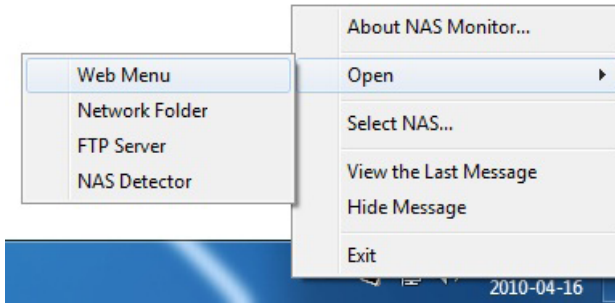 About NAS Monitor...
Open
Web Menu
Network Folder
FTP Server
NAS Detector
Select NAS...
View the Last Message
Hide Message
Exit
2010-04-16